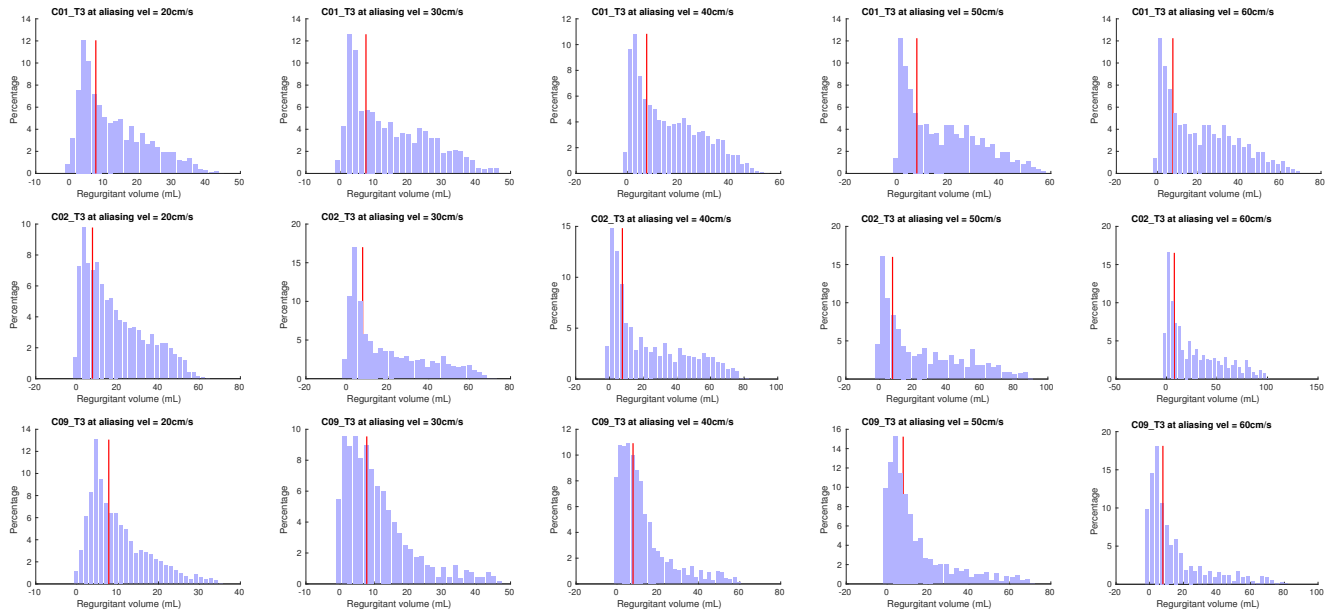 C01_T3 at aliasing vel = 20cm/s
14
12
10
8
6
4
2
0
Percentage
-10 0 10 20 30 40 50
Regurgitant volume (mL)
C01_T3 at aliasing vel = 30cm/s
14
12
10
8
6
4
2
0
Percentage
-10 0 10 20 30 40 50
Regurgitant volume (mL)
C01_T3 at aliasing vel = 40cm/s
12
10
8
6
4
2
0
Percentage
-20 0 20 40 60
Regurgitant volume (mL)
C01_T3 at aliasing vel = 50cm/s
14
12
10
8
6
4
2
0
Percentage
-20 0 20 40 60
Regurgitant volume (mL)
C01_T3 at aliasing vel = 60cm/s
14
12
10
8
6
4
2
0
Percentage
-20 0 20 40 60 80
Regurgitant volume (mL)
C02_T3 at aliasing vel = 20cm/s
10
8
6
4
2
0
Percentage
-20 0 20 40 60 80
Regurgitant volume (mL)
C02_T3 at aliasing vel = 30cm/s
20
15
10
5
0
Percentage
-20 0 20 40 60 80
Regurgitant volume (mL)
C02_T3 at aliasing vel = 40cm/s
15
10
5
0
Percentage
-20 0 20 40 60 80 100
Regurgitant volume (mL)
C02_T3 at aliasing vel = 50cm/s
20
15
10
5
0
Percentage
-20 0 20 40 60 80 100
Regurgitant volume (mL)
C02_T3 at aliasing vel = 60cm/s
20
15
10
5
0
Percentage
-50 0 50 100 150
Regurgitant volume (mL)
C09_T3 at aliasing vel = 20cm/s
14
12
10
8
6
4
2
0
Percentage
-10 0 10 20 30 40
Regurgitant volume (mL)
C09_T3 at aliasing vel = 30cm/s
10
8
6
4
2
0
Percentage
-10 0 10 20 30 40 50
Regurgitant volume (mL)
C09_T3 at aliasing vel = 40cm/s
12
10
8
6
4
2
0
Percentage
-20 0 20 40 60 80
Regurgitant volume (mL)
C09_T3 at aliasing vel = 50cm/s
16
14
12
10
8
6
4
2
0
Percentage
-20 0 20 40 60 80
Regurgitant volume (mL)
C09_T3 at aliasing vel = 60cm/s
20
15
10
5
0
Percentage
-20 0 20 40 60 80 100
Regurgitant volume (mL)